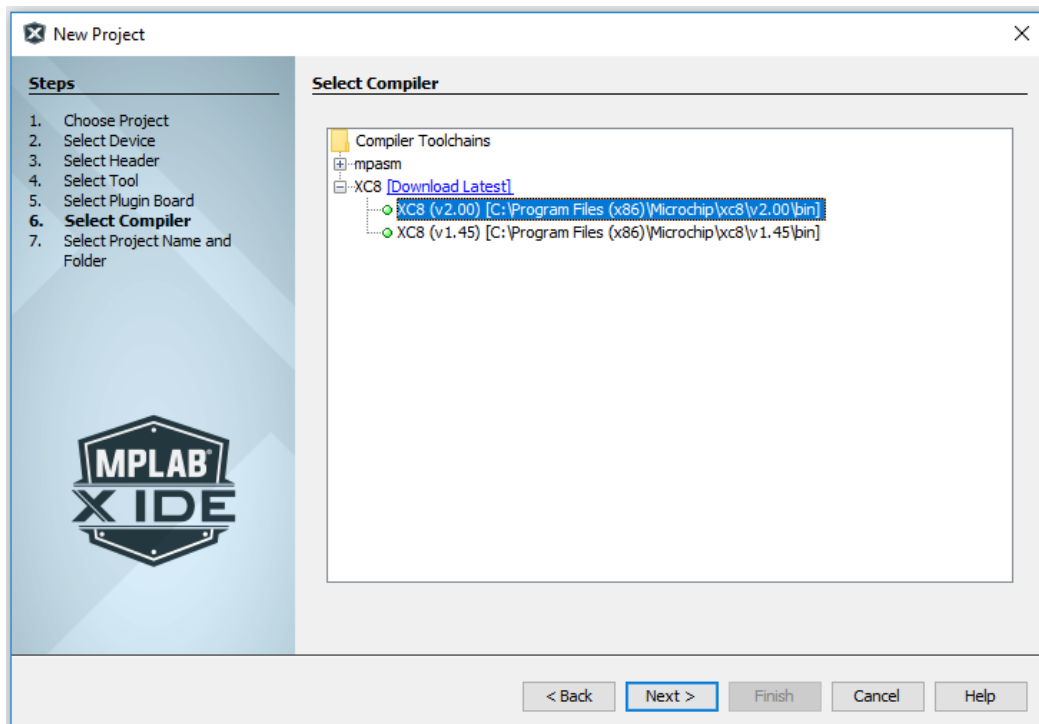 New Project
Steps
1. Choose Project
2. Select Device
3. Select Header
4. Select Tool
5. Select Plugin Board
6. Select Compiler
7. Select Project Name and
Folder
MPLAB®
X IDE
Select Compiler
Compiler Toolchains
mpasm
XC8 [Download Latest]
XC8 (v2.00) [C:\Program Files (x86)\Microchip\xc8\v2.00\bin]
XC8 (v1.45) [C:\Program Files (x86)\Microchip\xc8\v1.45\bin]
< Back Next > Finish Cancel Help